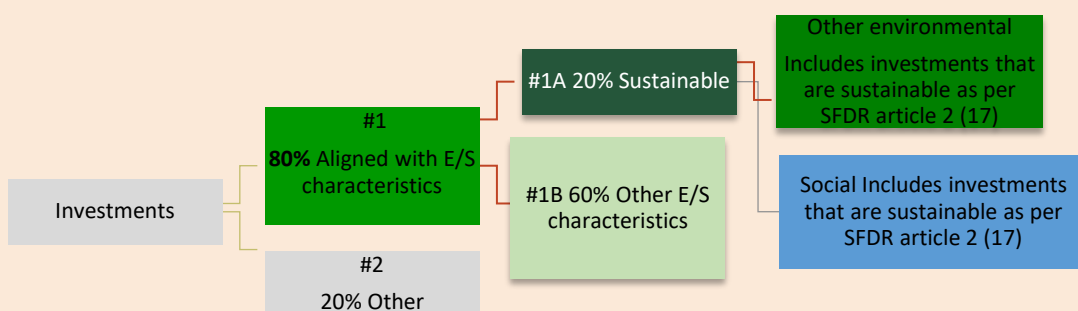 Investments
#1
80% Aligned with E/S
characteristics
#2
20% Other
#1A 20% Sustainable
#1B 60% Other E/S
characteristics
Other environmental
Includes investments that
are sustainable as per
SFDR article 2 (17)
Social Includes investments
that are sustainable as per
SFDR article 2 (17)